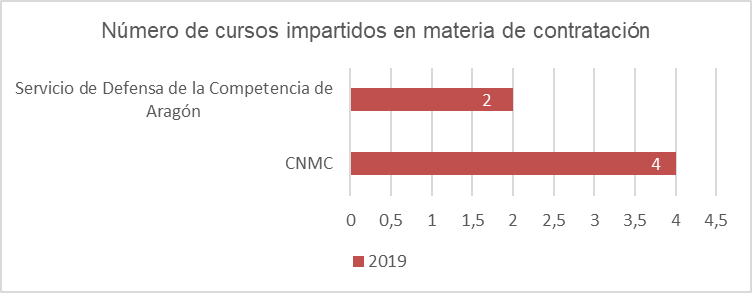 Número de cursos impartidos en materia de contratación
Servicio de Defensa de la Competencia de
Aragón
2
CNMC
4
0 0,5 1 1,5 2 2,5 3 3,5 4 4,5
2019